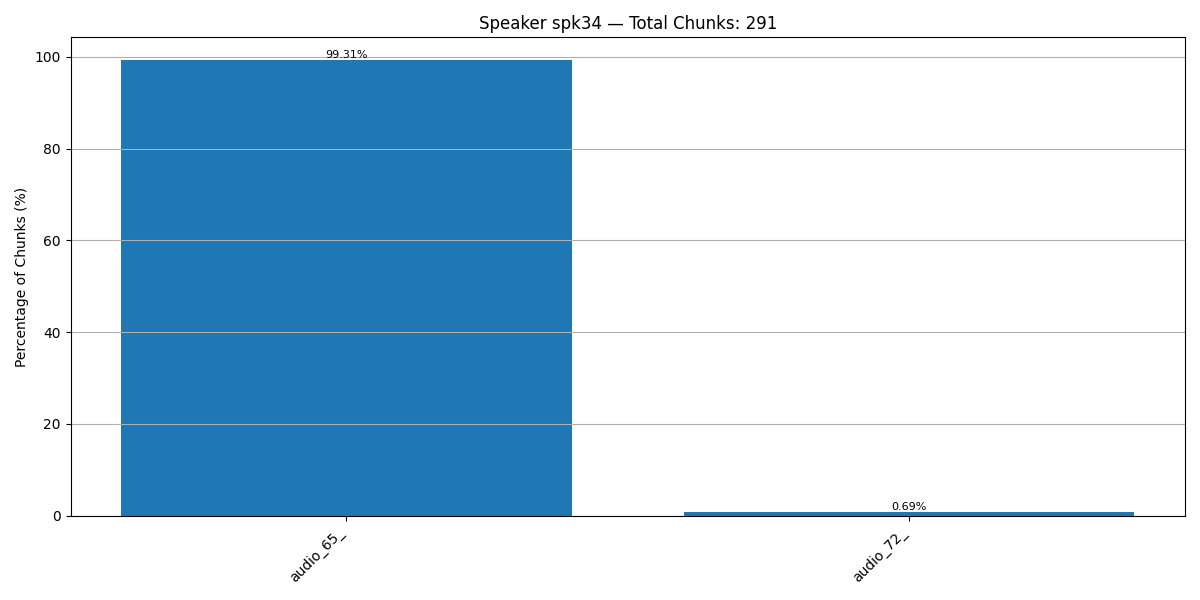 Speaker spk34 — Total Chunks: 291
Percentage of Chunks (%)
100
80
60
40
20
0
99.31%
0.69%
audio_65_
audio_72_